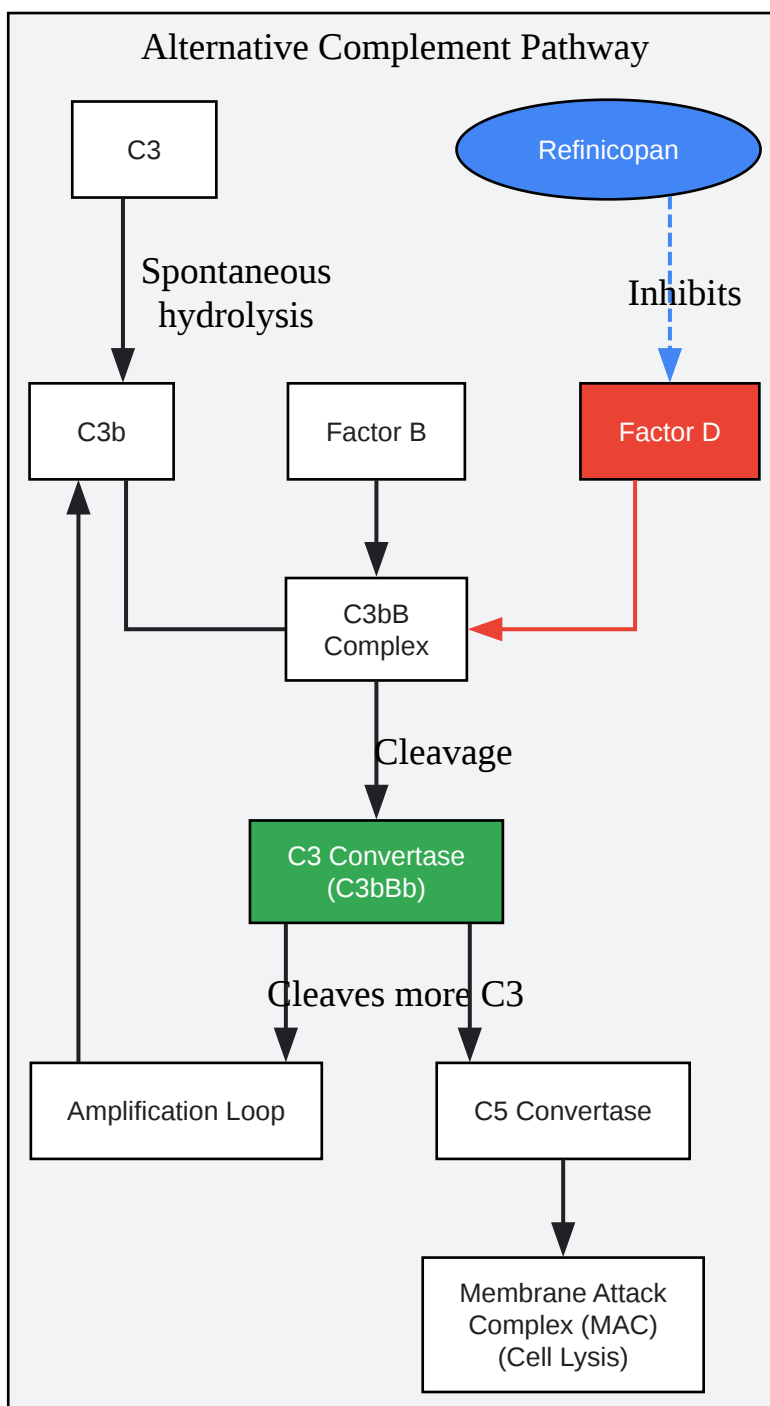 Alternative Complement Pathway
C3
Refinicopan
Spontaneous
hydrolysis
Inhibits
C3b
Factor B
Factor D
C3bB
Complex
Cleavage
C3 Convertase
(C3bBb)
Cleaves more C3
Amplification Loop
C5 Convertase
Membrane Attack
Complex (MAC)
(Cell Lysis)